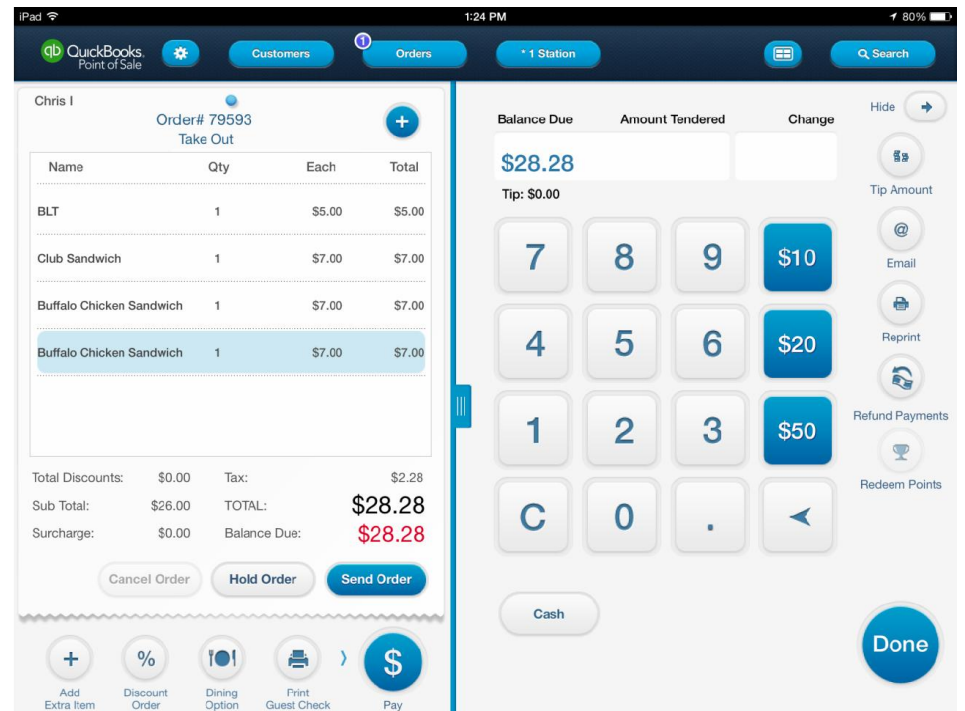 iPad 1:24 PM 80%
qb QuickBooks. Point of Sale
Customers
1
Orders
* 1 Station
Search
Chris I
Order# 79593
Take Out
+
Name Qty Each Total
BLT 1 $5.00 $5.00
Club Sandwich 1 $7.00 $7.00
Buffalo Chicken Sandwich 1 $7.00 $7.00
Buffalo Chicken Sandwich 1 $7.00 $7.00
Total Discounts: $0.00 Tax: $2.28
Sub Total: $26.00 TOTAL: $28.28
Surcharge: $0.00 Balance Due: $28.28
Cancel Order Hold Order Send Order
+ % $
Add Extra Item
Discount Order
Dining Option
Print Guest Check
Pay
Balance Due Amount Tendered Change
$28.28
Tip: $0.00
7 8 9 $10
4 5 6 $20
1 2 3 $50
C 0 .
Cash
Hide
Tip Amount
@
Email
Reprint
Refund Payments
Redeem Points
Done